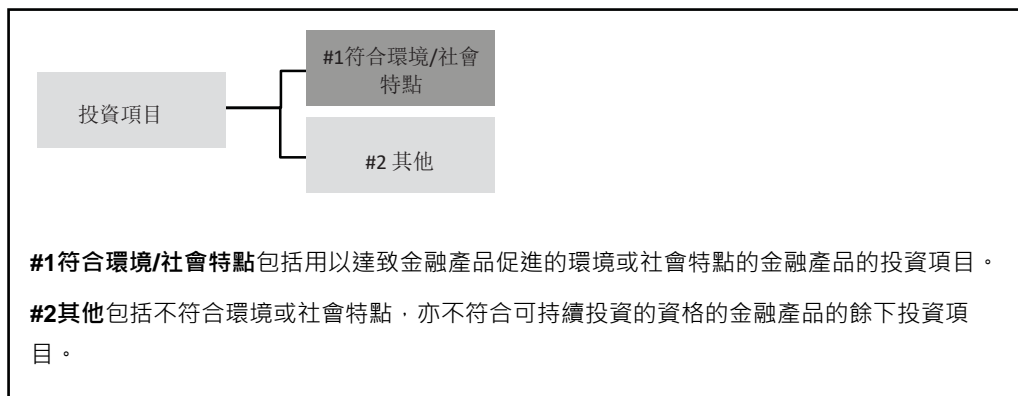 #1符合環境/社會
特點
投資項目
#2 其他
#1符合環境/社會特點包括用以達致金融產品促進的環境或社會特點的金融產品的投資項目。
#2其他包括不符合環境或社會特點，亦不符合可持續投資的資格的金融產品的餘下投資項
目。